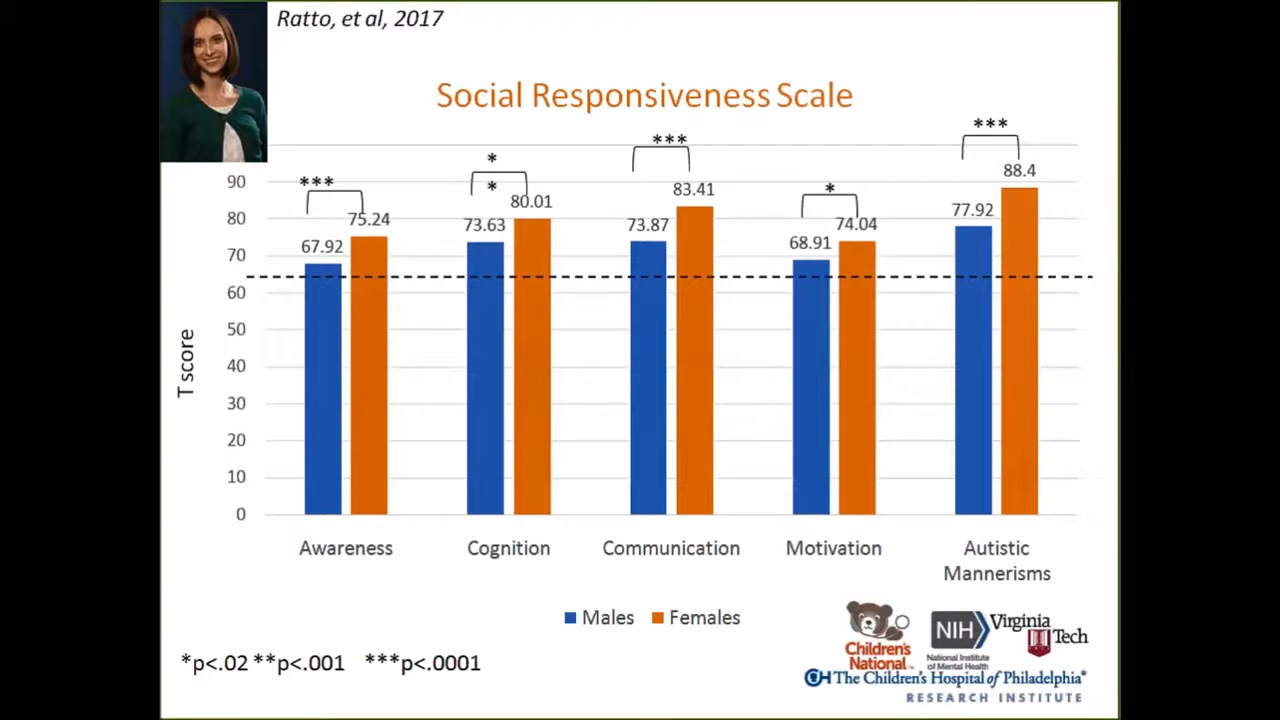 Ratto, et al, 2017
Social Responsiveness Scale
***
*
*
***
*
***
90
80
70
60
50
40
30
20
10
0
T score
67.92
75.24
73.63
80.01
73.87
83.41
68.91
74.04
77.92
88.4
Awareness
Cognition
Communication
Motivation
Autistic
Mannerisms
Males
Females
*p<.02 **p<.001 ***p<.0001
Children's
National
NIH
National Institute
of Mental Health
Virginia
Tech
CH The Children's Hospital of Philadelphia®
RESEARCH INSTITUTE